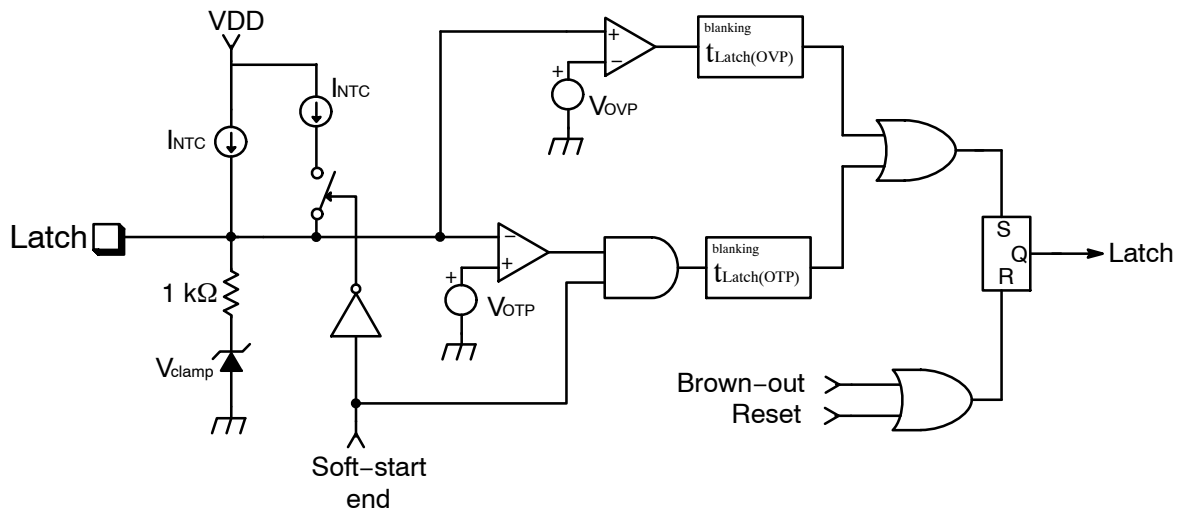 VDD
INTC
INTC
Latch
1 kΩ
Vclamp
Soft−start
end
+
−
+
VOVP
blanking
tLatch(OVP)
−
+
+
VOTP
blanking
tLatch(OTP)
S
Q
R
Latch
Brown−out
Reset